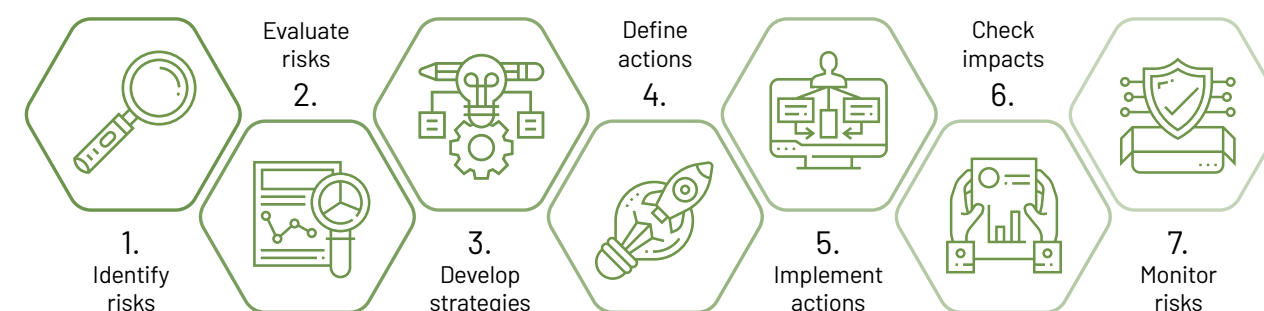 1.
Identify
risks
Evaluate
risks
2.
3.
Develop
strategies
Define
actions
4.
5.
Implement
actions
Check
impacts
6.
7.
Monitor
risks